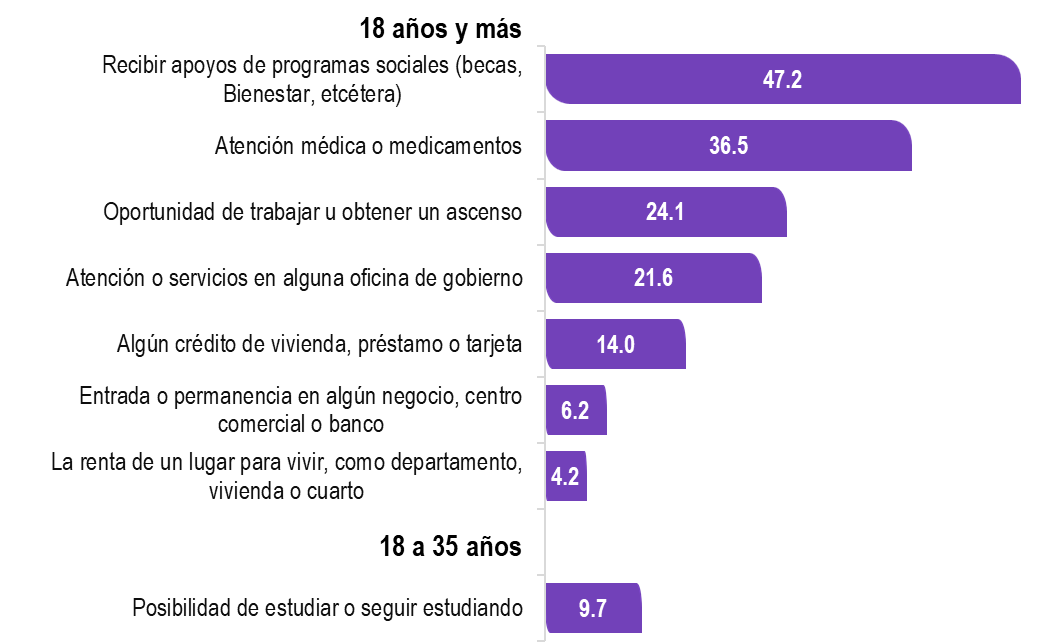 18 años y más
Recibir apoyos de programas sociales (becas,
Bienestar, etcétera)
47.2
Atención médica o medicamentos
36.5
Oportunidad de trabajar u obtener un ascenso
24.1
Atención o servicios en alguna oficina de gobierno
21.6
Algún crédito de vivienda, préstamo o tarjeta
14.0
Entrada o permanencia en algún negocio, centro
comercial o banco
6.2
La renta de un lugar para vivir, como departamento,
vivienda o cuarto
4.2
18 a 35 años
Posibilidad de estudiar o seguir estudiando
9.7